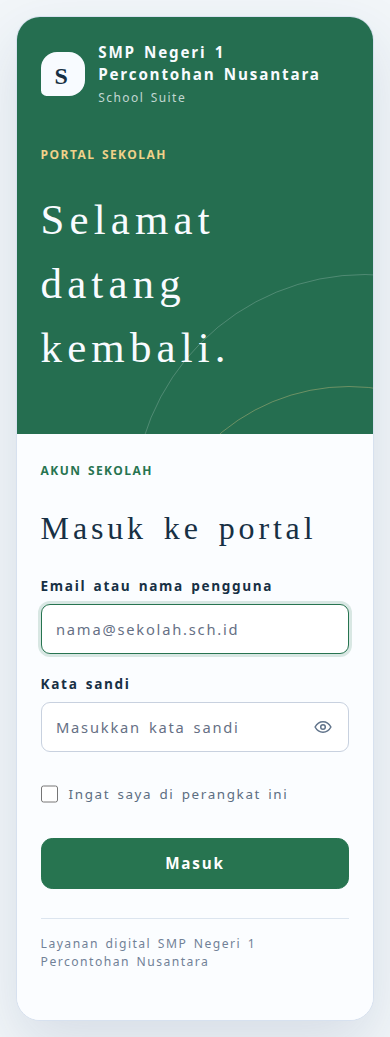 S
SMP Negeri 1
Percontohan Nusantara
School Suite
PORTAL SEKOLAH
Selamat
datang
kembali.
AKUN SEKOLAH
Masuk ke portal
Email atau nama pengguna
nama@sekolah.sch.id
Kata sandi
Masukkan kata sandi
Ingat saya di perangkat ini
Masuk
Layanan digital SMP Negeri 1
Percontohan Nusantara